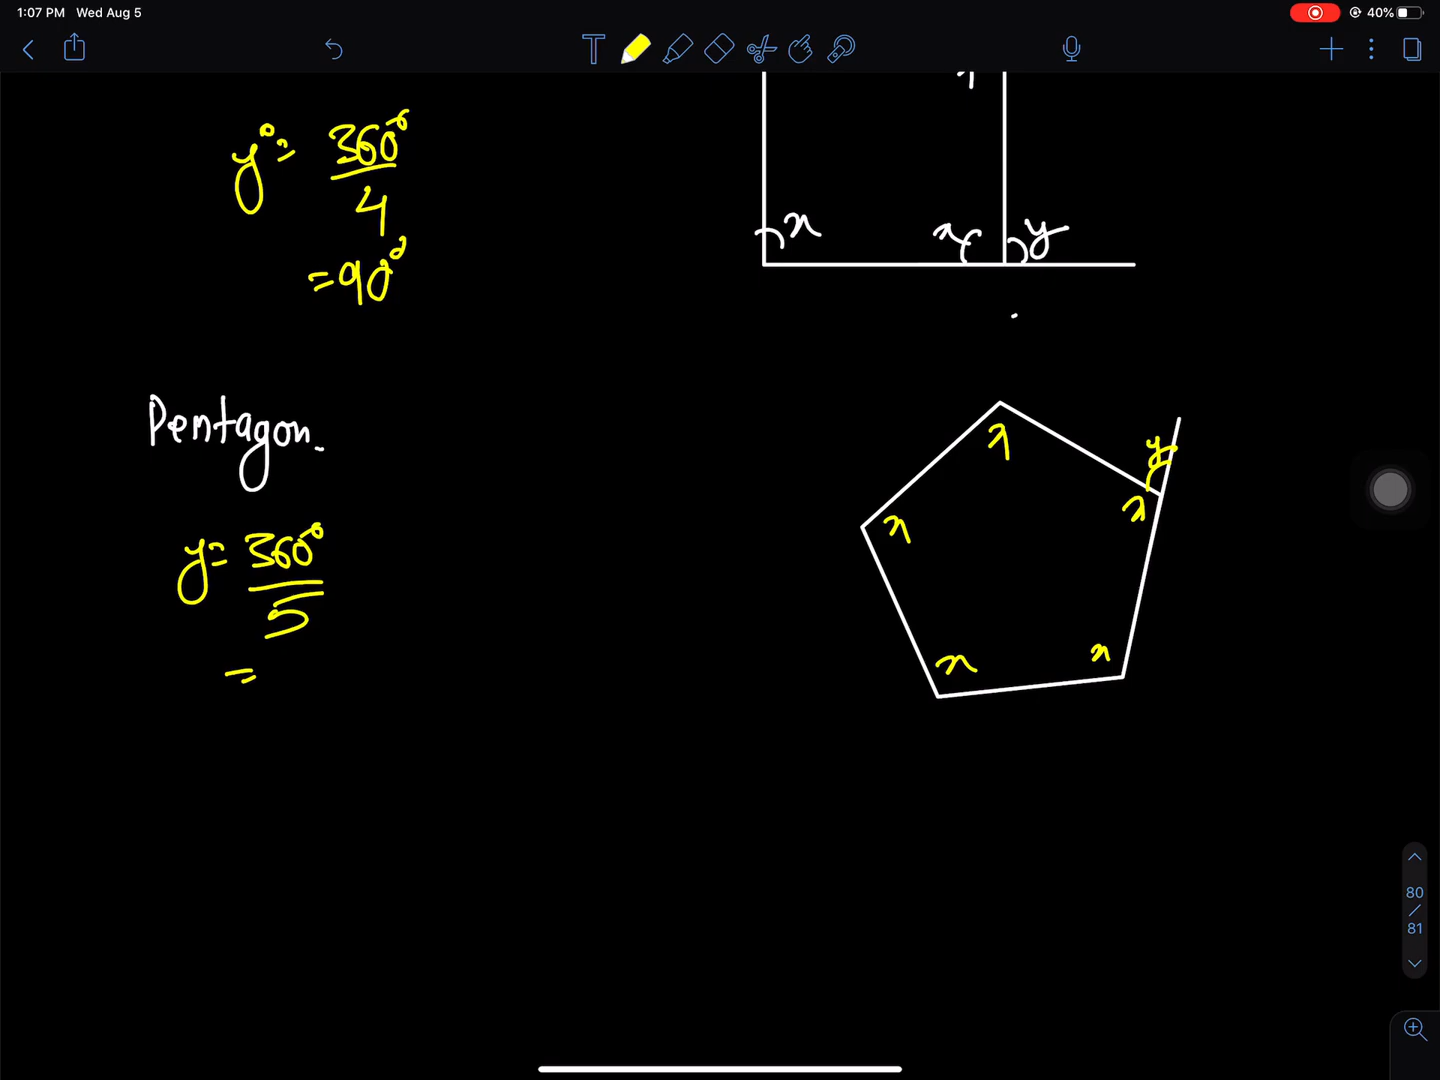 1:07 PM Wed Aug 5
40%
T
y° = 360°
4
= 90°
x
x
y
Pentagon.
y = 360°
5
=
x
x
x
x
x
y
80
81